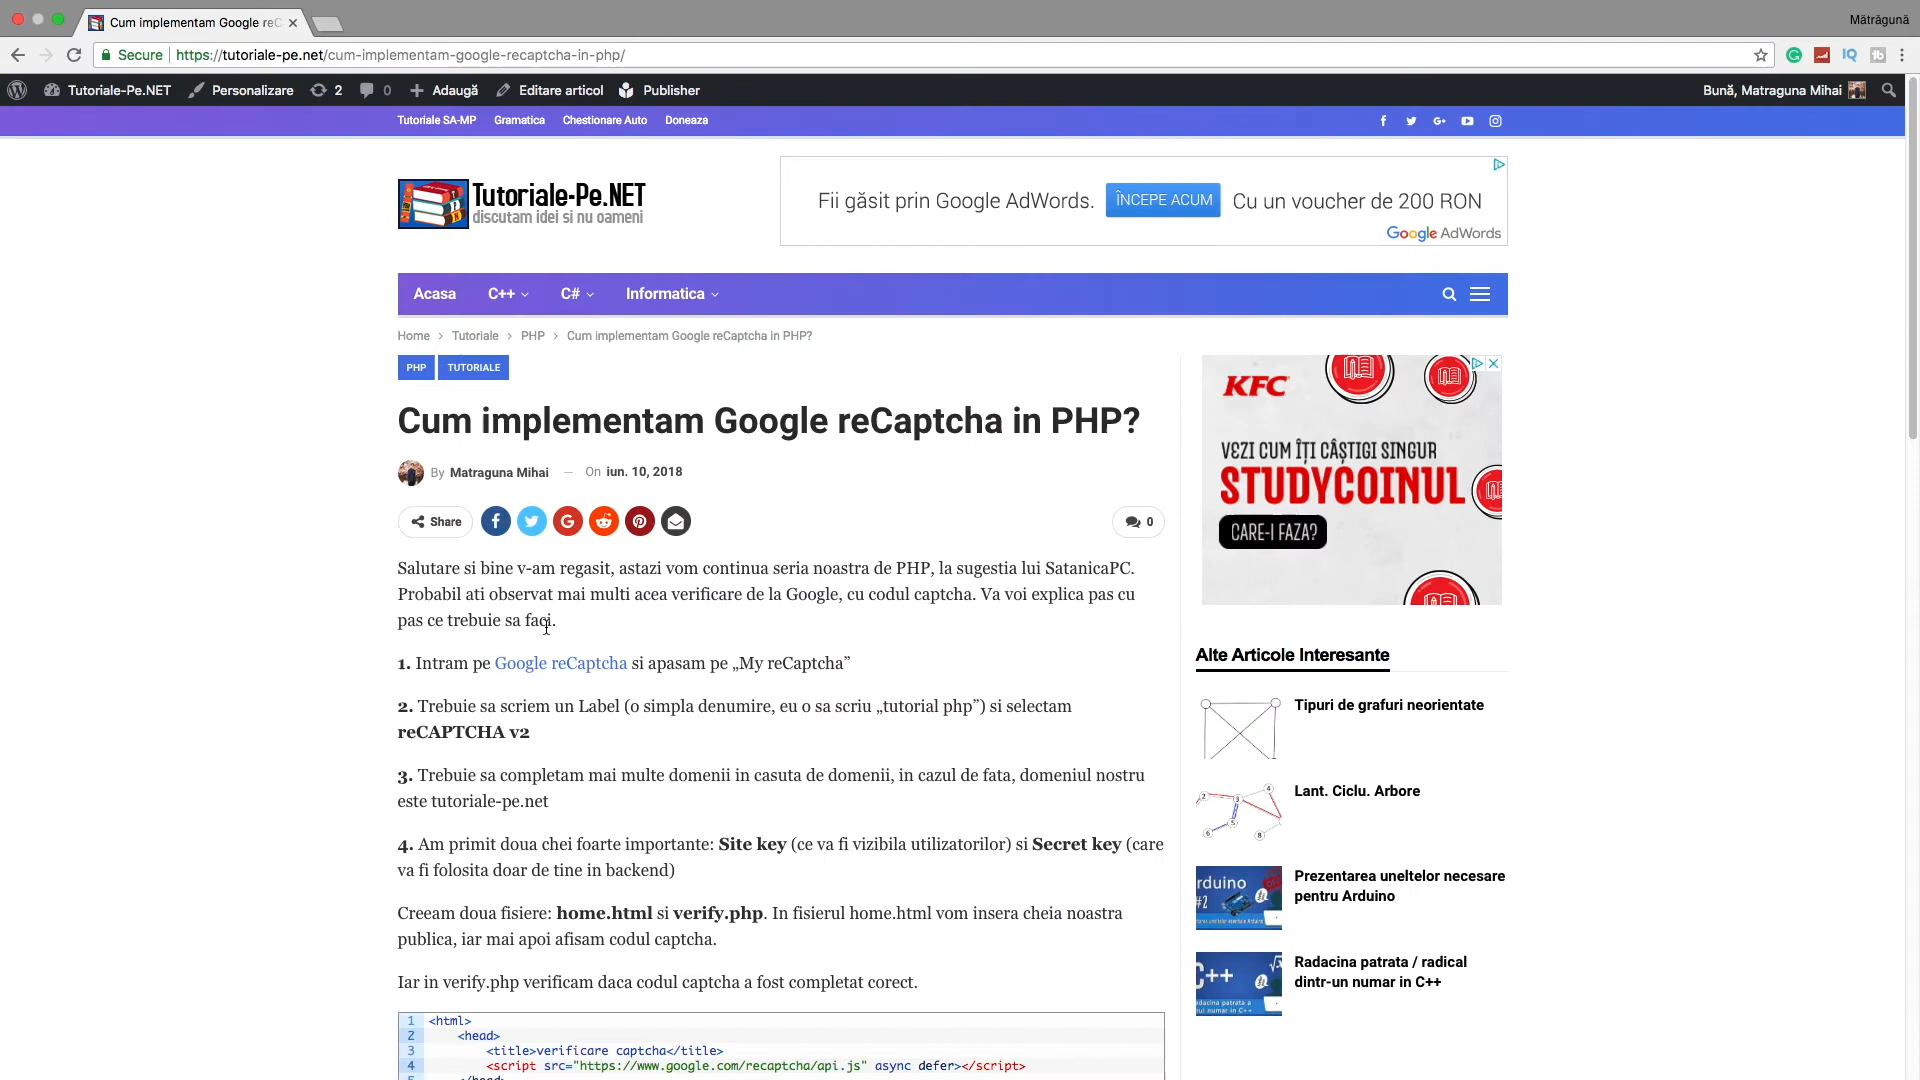 Cum implementam Google reC
Mătrăgună
Secure
https://tutoriale-pe.net/cum-implementam-google-recaptcha-in-php/
Tutoriale-Pe.NET
Personalizare
2
0
Adaugă
Editare articol
Publisher
Bună, Matraguna Mihai
Tutoriale SA-MP
Gramatica
Chestionare Auto
Doneaza
Tutoriale-Pe.NET
discutam idei si nu oameni
Fii găsit prin Google AdWords.
ÎNCEPE ACUM
Cu un voucher de 200 RON
Google AdWords
Acasa
C++
C#
Informatica
Home > Tutoriale > PHP > Cum implementam Google reCaptcha in PHP?
PHP
TUTORIALE
Cum implementam Google reCaptcha in PHP?
By Matraguna Mihai — On iun. 10, 2018
Share
0
Salutare si bine v-am regasit, astazi vom continua seria noastra de PHP, la sugestia lui SatanicaPC.
Probabil ati observat mai multi acea verificare de la Google, cu codul captcha. Va voi explica pas cu
pas ce trebuie sa faci.
1. Intram pe Google reCaptcha si apasam pe „My reCaptcha”
2. Trebuie sa scriem un Label (o simpla denumire, eu o sa scriu „tutorial php”) si selectam
reCAPTCHA v2
3. Trebuie sa completam mai multe domenii in casuta de domenii, in cazul de fata, domeniul nostru
este tutoriale-pe.net
4. Am primit doua chei foarte importante: Site key (ce va fi vizibila utilizatorilor) si Secret key (care
va fi folosita doar de tine in backend)
Creeam doua fisiere: home.html si verify.php. In fisierul home.html vom insera cheia noastra
publica, iar mai apoi afisam codul captcha.
Iar in verify.php verificam daca codul captcha a fost completat corect.
1 <html>
2 <head>
3 <title>verificare captcha</title>
4 <script src="https://www.google.com/recaptcha/api.js" async defer></script>
KFC
VEZI CUM ÎȚI CÂȘTIGI SINGUR
STUDYCOINUL
CARE-I FAZA?
Alte Articole Interesante
Tipuri de grafuri neorientate
Lant. Ciclu. Arbore
Prezentarea uneltelor necesare
pentru Arduino
Radacina patrata / radical
dintr-un numar in C++